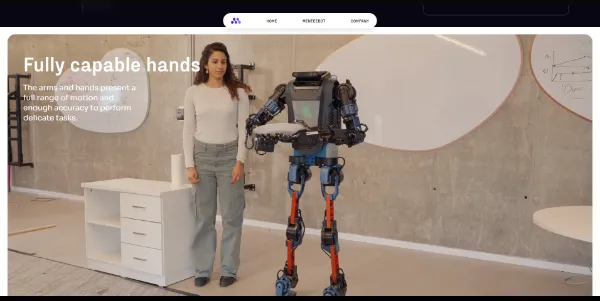 HOME
MENTEEBOT
COMPANY
Fully capable hands
The arms and hands present a
full range of motion and
enough accuracy to perform
delicate tasks.